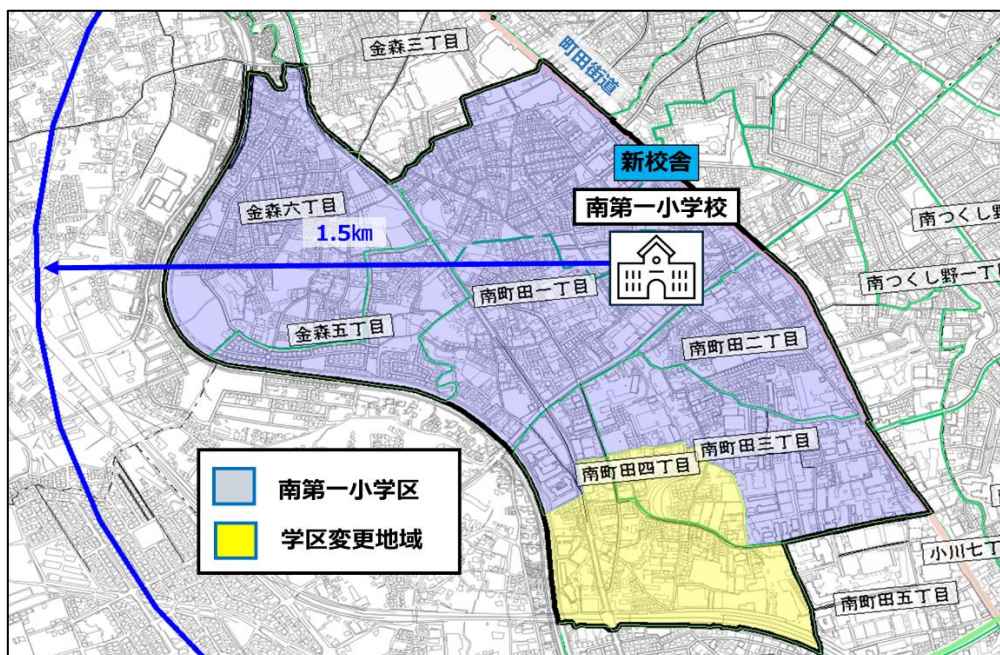 金森三丁目
町田街道
新校舎
南第一小学校
金森六丁目
1.5㎞
南つくし野
南つくし野一丁目
南町田一丁目
金森五丁目
南町田二丁目
南町田三丁目
南町田四丁目
南第一小学区
学区変更地域
小川七丁
南町田五丁目